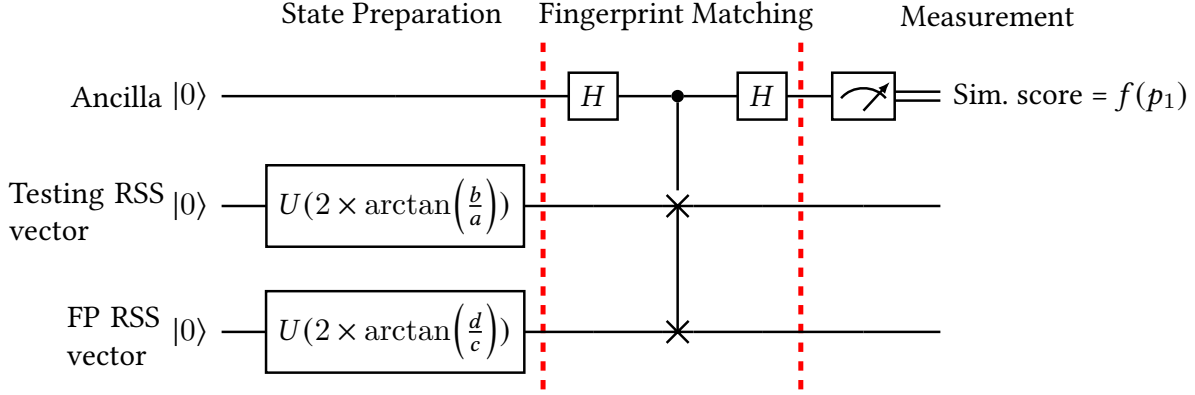 State Preparation Fingerprint Matching Measurement
Ancilla |0⟩ H H Sim. score = f(p₁)
Testing RSS vector |0⟩ U(2 × arctan(b/a))
FP RSS vector |0⟩ U(2 × arctan(d/c))